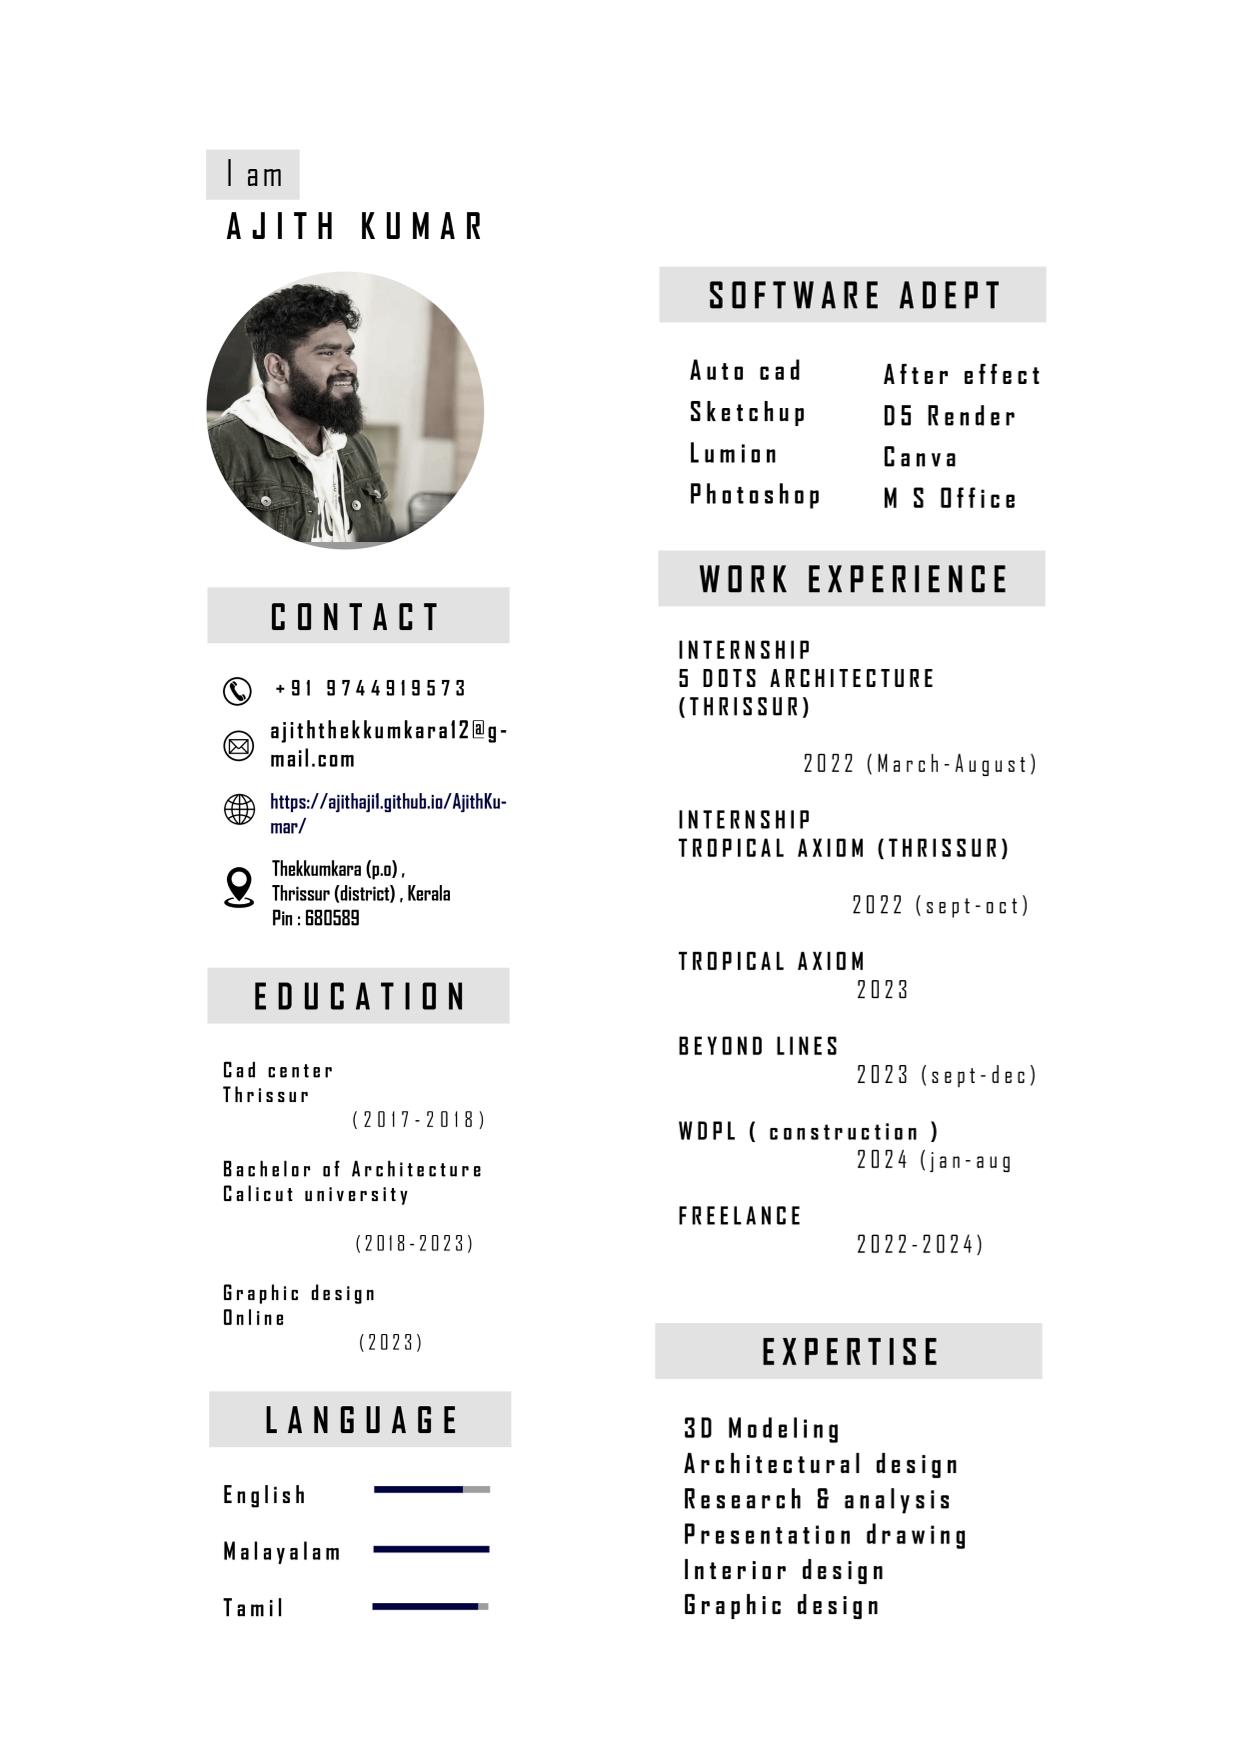 I am
AJITH KUMAR
CONTACT
+91 9744919573
ajiththekkumkara12@g-
mail.com
https://ajithajil.github.io/AjithKu-
mar/
Thekkumkara (p.o) ,
Thrissur (district) , Kerala
Pin : 680589
EDUCATION
Cad center
Thrissur
(2017-2018)
Bachelor of Architecture
Calicut university
(2018-2023)
Graphic design
Online
(2023)
LANGUAGE
English
Malayalam
Tamil
SOFTWARE ADEPT
Auto cad
Sketchup
Lumion
Photoshop
After effect
D5 Render
Canva
M S Office
WORK EXPERIENCE
INTERNSHIP
5 DOTS ARCHITECTURE
(THRISSUR)
2022 (March-August)
INTERNSHIP
TROPICAL AXIOM (THRISSUR)
2022 (sept-oct)
TROPICAL AXIOM
2023
BEYOND LINES
2023 (sept-dec)
WDPL ( construction )
2024 (jan-aug
FREELANCE
2022-2024)
EXPERTISE
3D Modeling
Architectural design
Research & analysis
Presentation drawing
Interior design
Graphic design